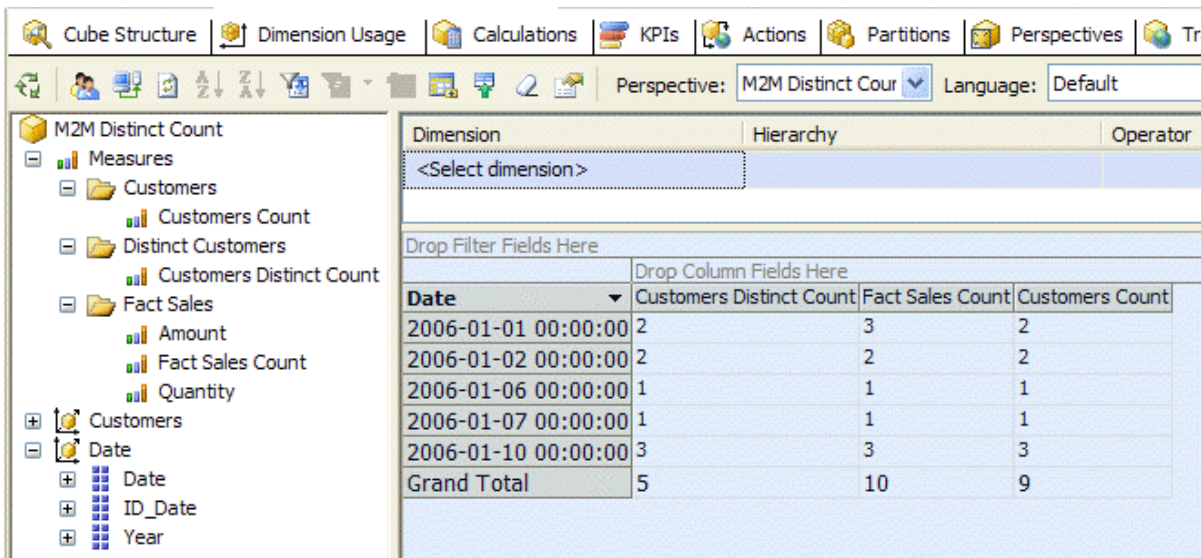 Cube Structure Dimension Usage Calculations KPIs Actions Partitions Perspectives Tr
Perspective: M2M Distinct Cour Language: Default
M2M Distinct Count
Measures
Customers
Customers Count
Distinct Customers
Customers Distinct Count
Fact Sales
Amount
Fact Sales Count
Quantity
Customers
Date
Date
ID_Date
Year
Dimension Hierarchy Operator
<Select dimension>
Drop Filter Fields Here
Drop Column Fields Here
Date Customers Distinct Count Fact Sales Count Customers Count
2006-01-01 00:00:00 2 3 2
2006-01-02 00:00:00 2 2 2
2006-01-06 00:00:00 1 1 1
2006-01-07 00:00:00 1 1 1
2006-01-10 00:00:00 3 3 3
Grand Total 5 10 9